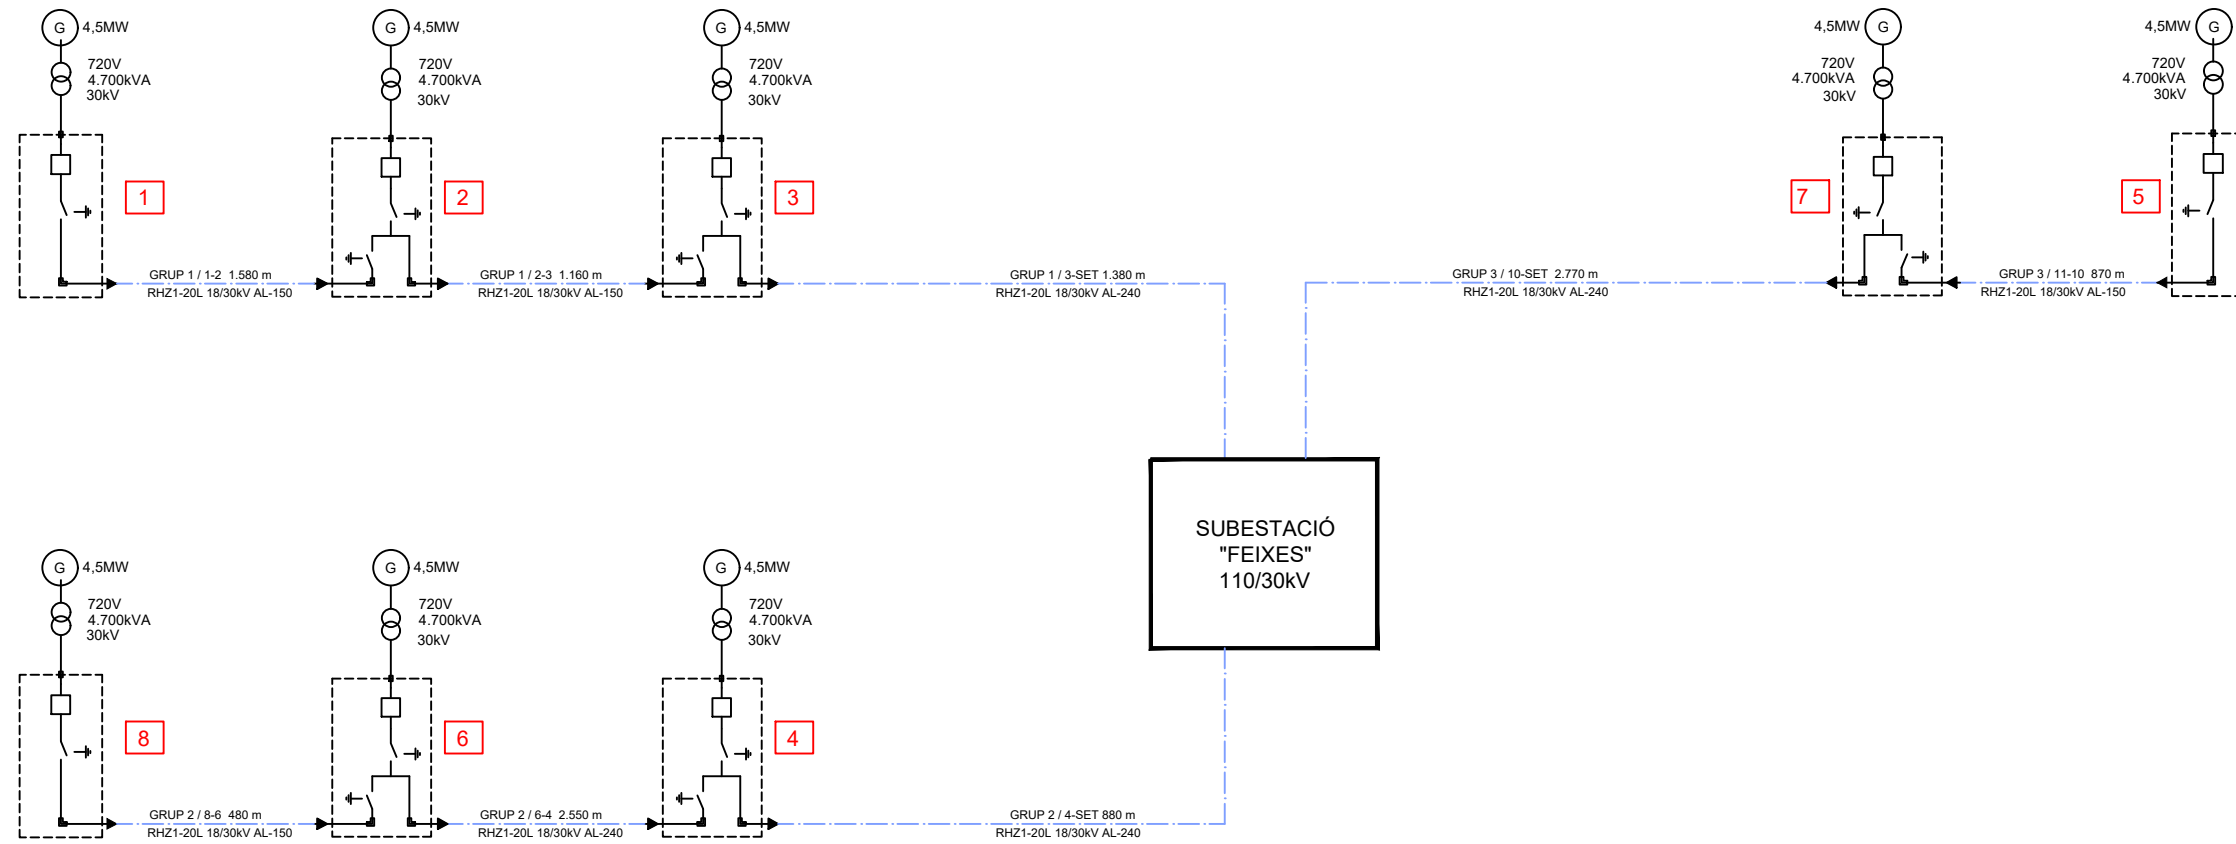 G 4,5MW
720V
4.700kVA
30kV
1
GRUP 1 / 1-2 1.580 m
RHZ1-20L 18/30kV AL-150
G 4,5MW
720V
4.700kVA
30kV
2
GRUP 1 / 2-3 1.160 m
RHZ1-20L 18/30kV AL-150
G 4,5MW
720V
4.700kVA
30kV
3
GRUP 1 / 3-SET 1.380 m
RHZ1-20L 18/30kV AL-240
4,5MW G
720V
4.700kVA
30kV
7
GRUP 3 / 10-SET 2.770 m
RHZ1-20L 18/30kV AL-240
4,5MW G
720V
4.700kVA
30kV
5
GRUP 3 / 11-10 870 m
RHZ1-20L 18/30kV AL-150
SUBESTACIÓ
"FEIXES"
110/30kV
G 4,5MW
720V
4.700kVA
30kV
8
GRUP 2 / 8-6 480 m
RHZ1-20L 18/30kV AL-150
G 4,5MW
720V
4.700kVA
30kV
6
GRUP 2 / 6-4 2.550 m
RHZ1-20L 18/30kV AL-240
G 4,5MW
720V
4.700kVA
30kV
4
GRUP 2 / 4-SET 880 m
RHZ1-20L 18/30kV AL-240